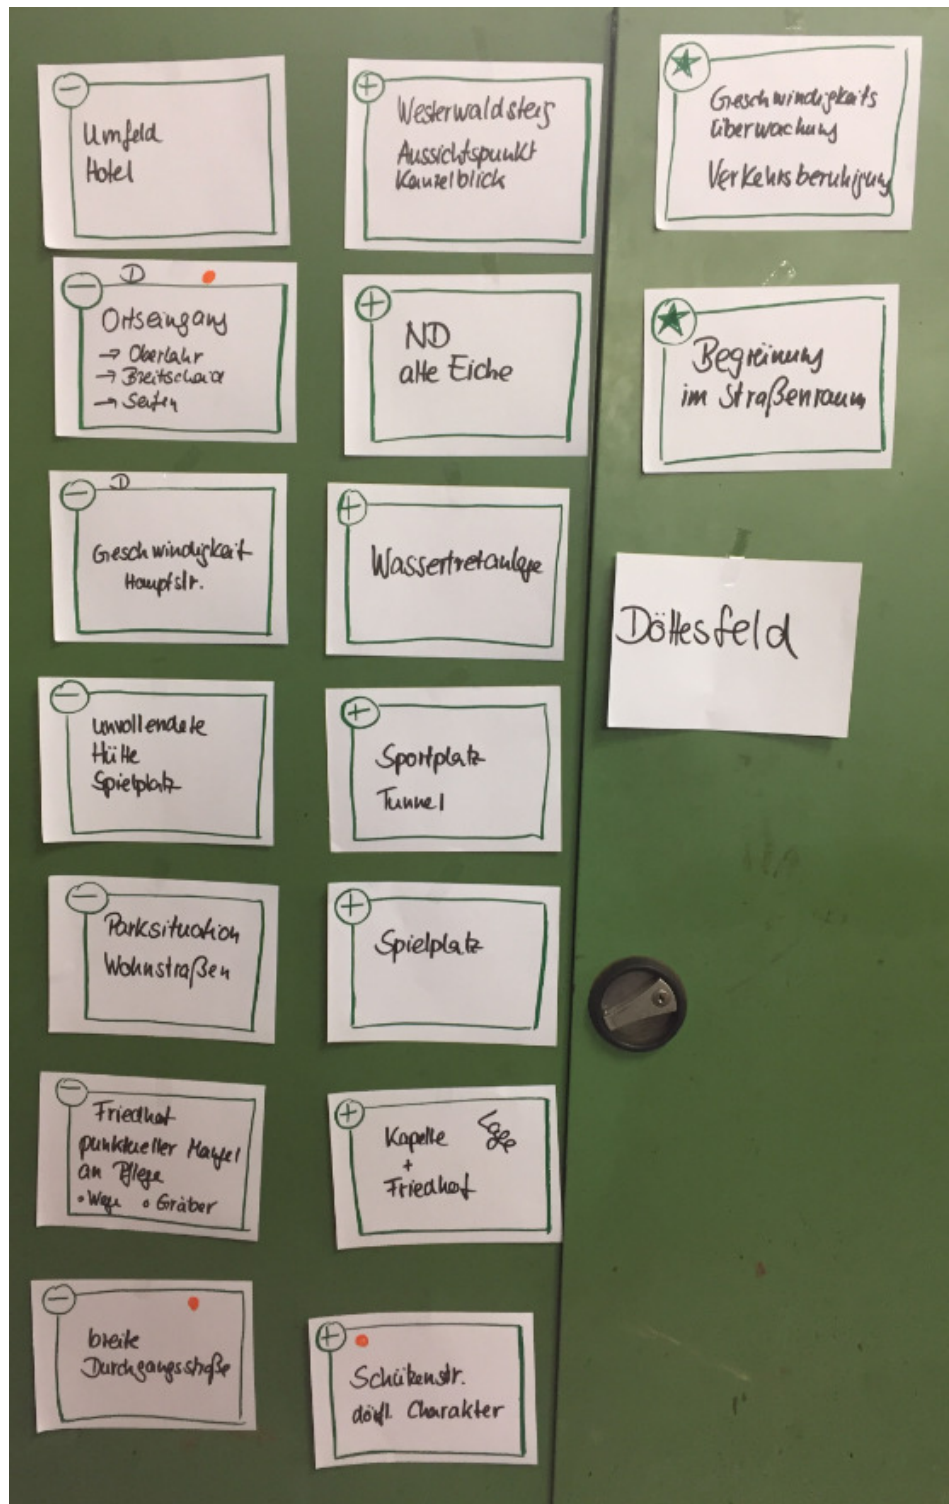 Umfeld
Hotel
D
Ortseingang
→ Oberlahr
→ Breitscheid
→ Seifen
D
Geschwindigkeit
Hauptstr.
unvollendete
Hütte
Spielplatz
Parksituation
Wohnstraßen
Friedhof
punktueller Mangel
an Pflege
• Wege • Gräber
breite
Durchgangsstraße
Westerwaldsteig
Aussichtspunkt
Kanzelblick
ND
alte Eiche
Wassertretanlage
Sportplatz
Tunnel
Spielplatz
Kapelle Lage
+
Friedhof
Schützenstr.
dörfl. Charakter
Geschwindigkeits
überwachung
Verkehrsberuhigung
Begrünung
im Straßenraum
Döttesfeld